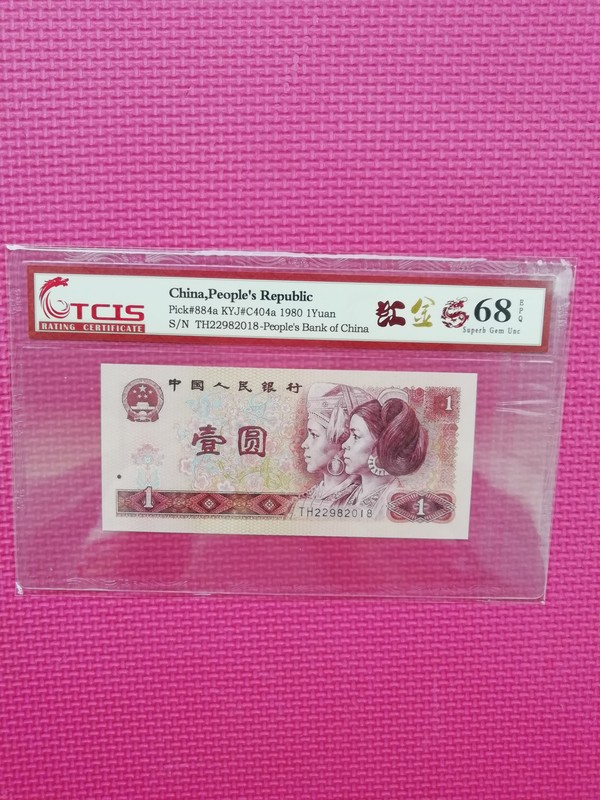 TCIS
RATING CERTIFICATE
China,People's Republic
Pick#884a KYJ#C404a 1980 1Yuan
S/N TH22982018-People's Bank of China
红金龙
68
EPQ
Superb Gem Unc
中国人民银行
1
壹圆
1
TH22982018
1